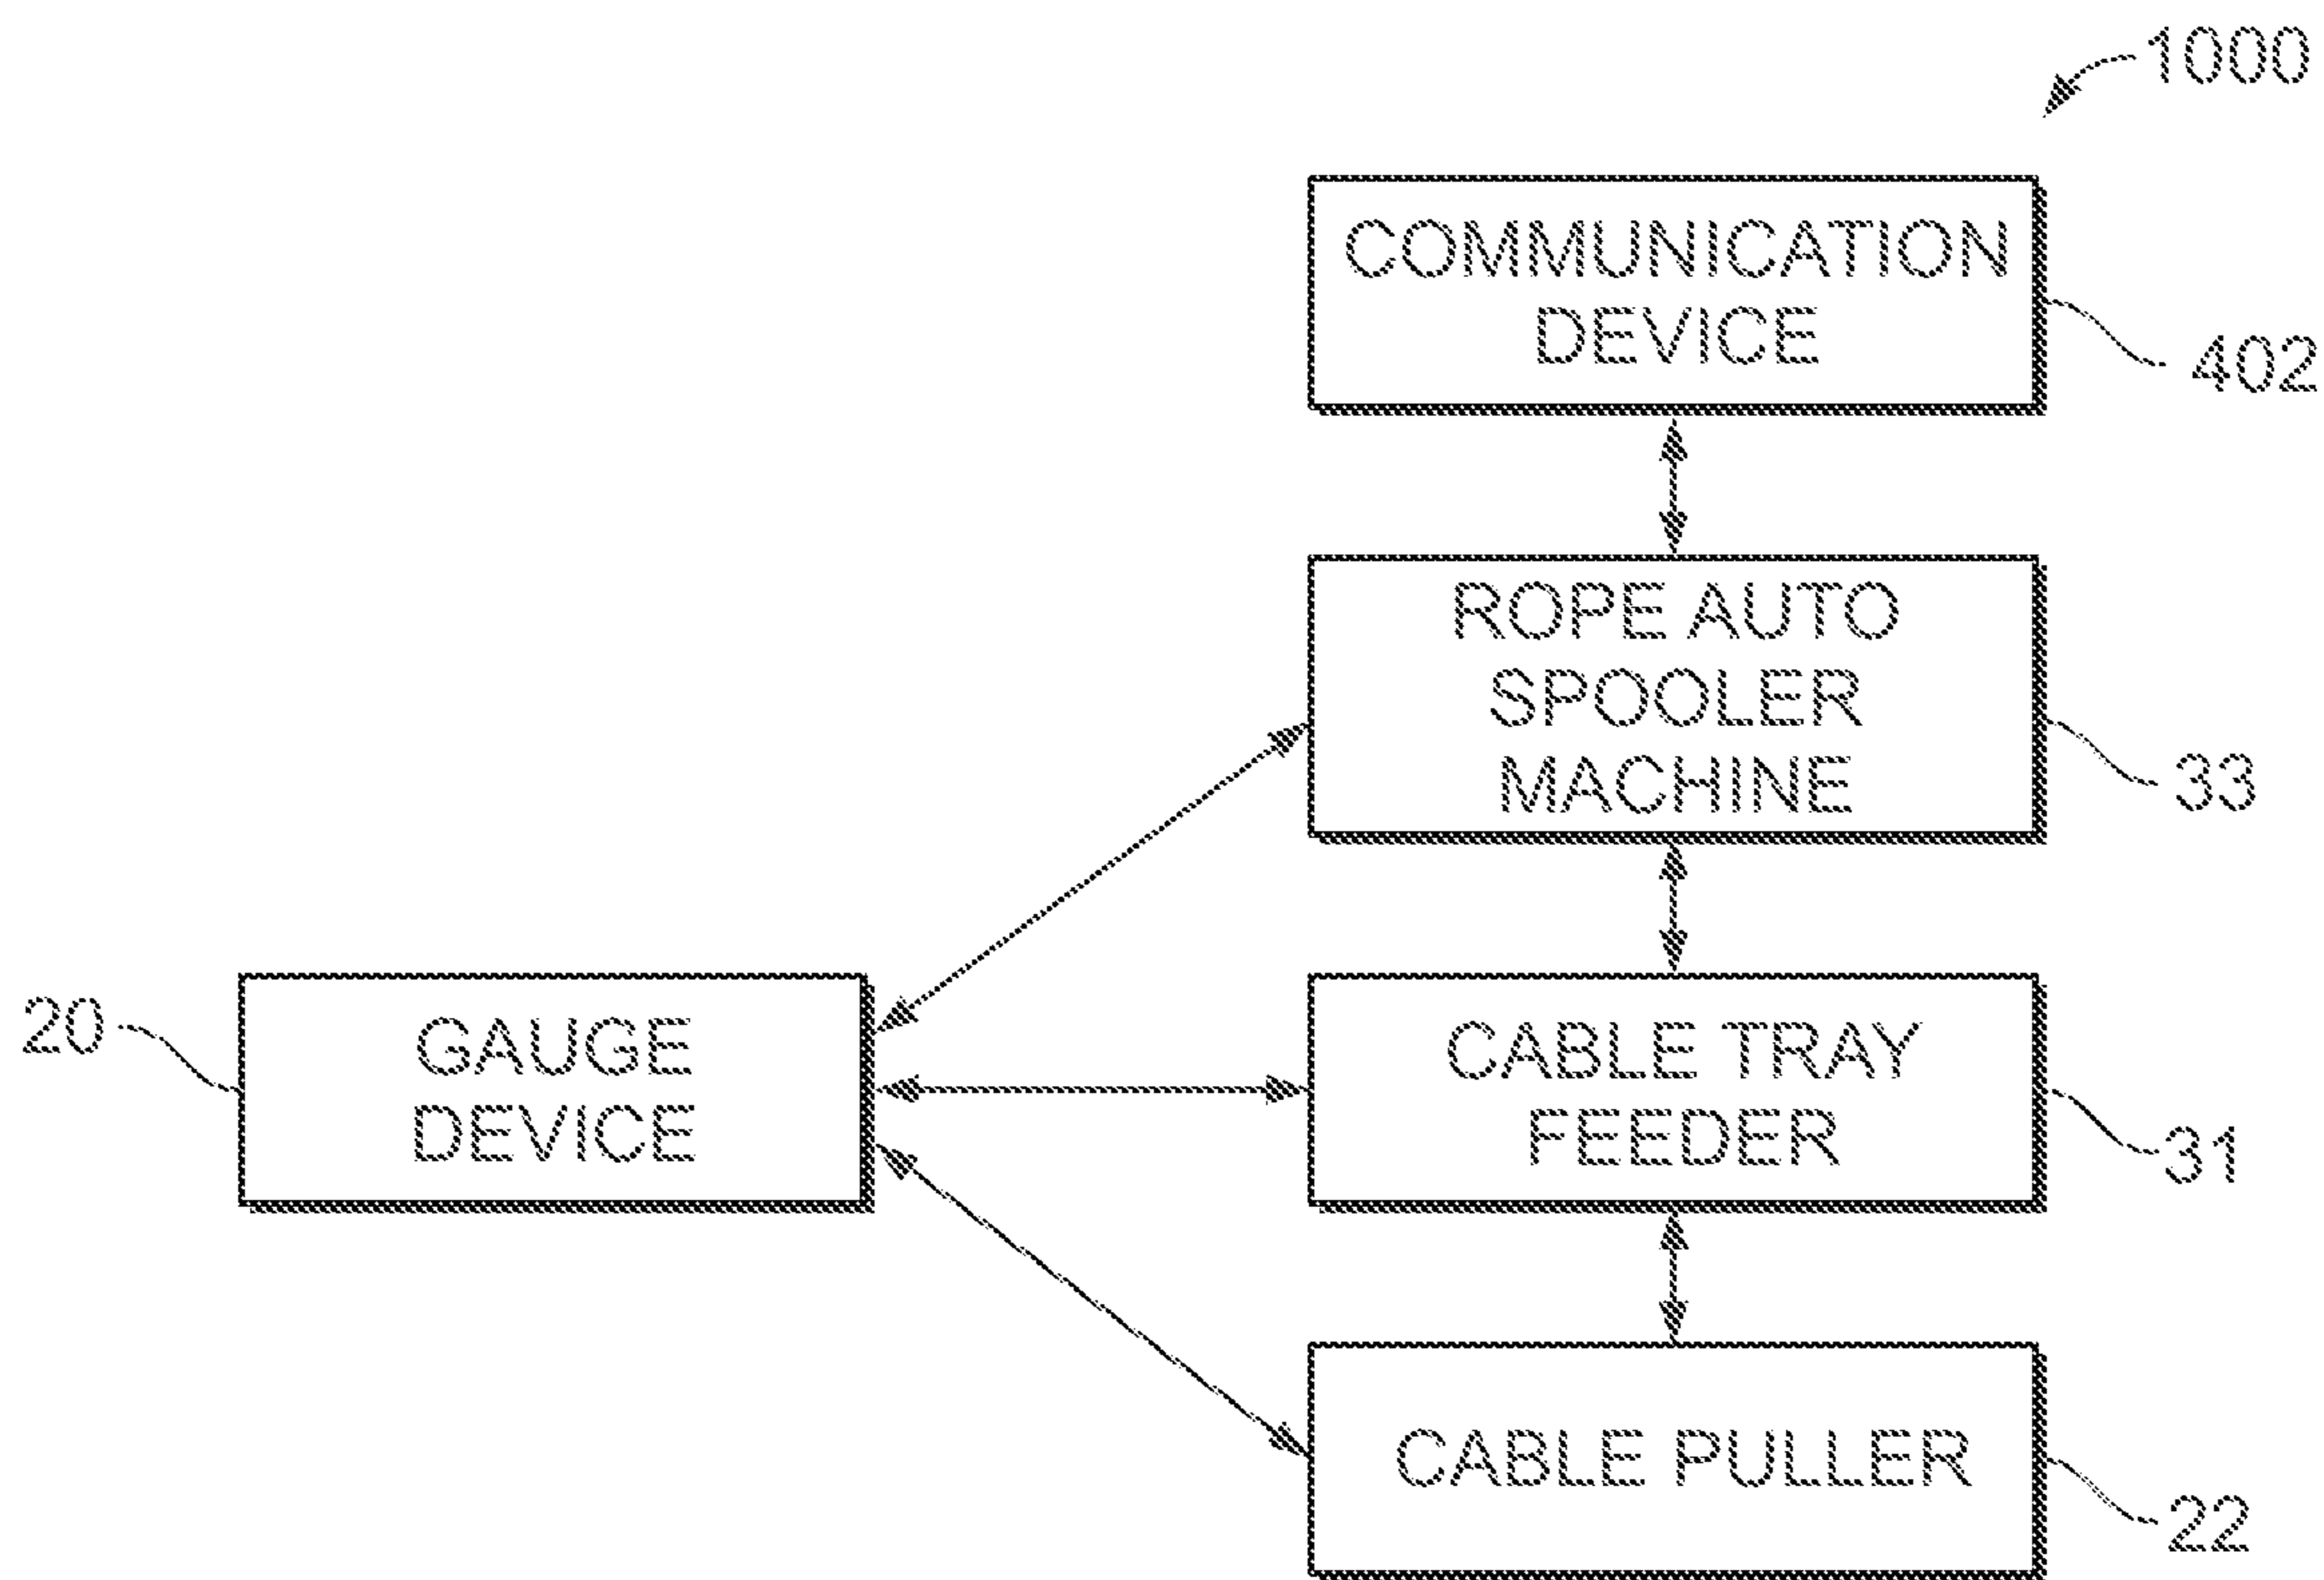 1000
COMMUNICATION
DEVICE
402
ROPE AUTO
SPOOLER
MACHINE
33
20
GAUGE
DEVICE
CABLE TRAY
FEEDER
31
CABLE PULLER
22